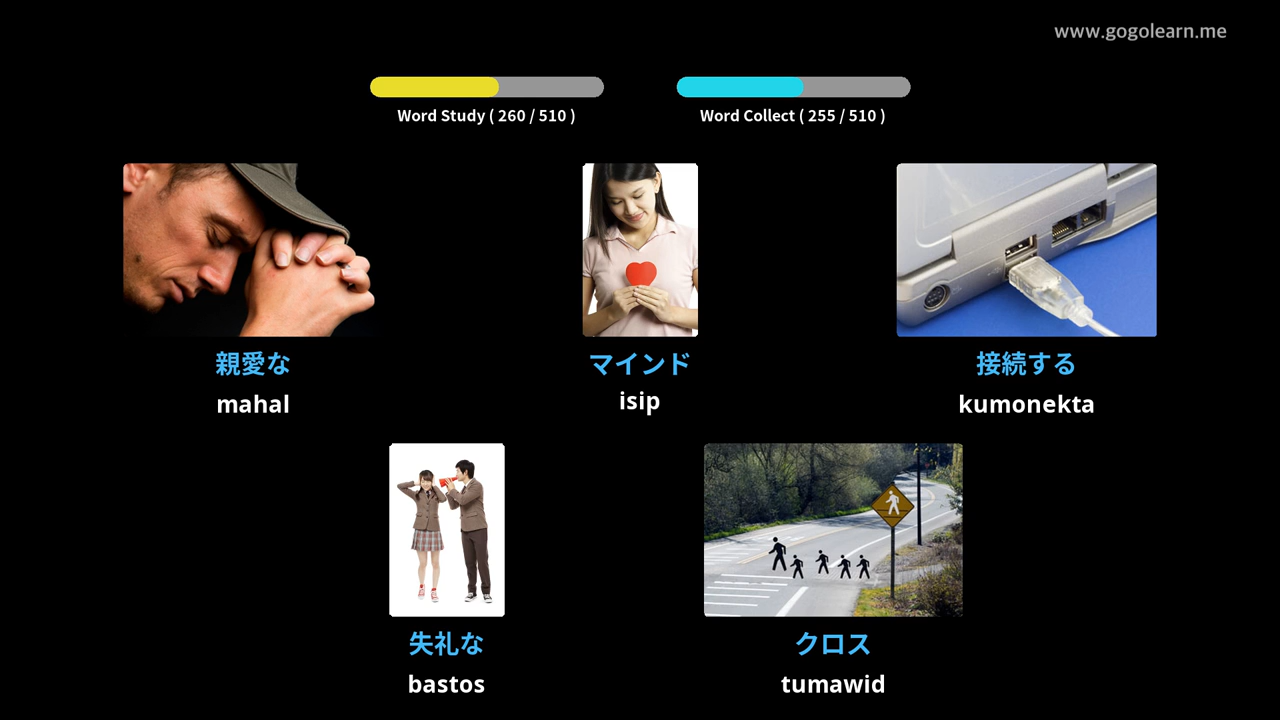 www.gogolearn.me
Word Study ( 260 / 510 )
Word Collect ( 255 / 510 )
親愛な
mahal
マインド
isip
接続する
kumonekta
失礼な
bastos
クロス
tumawid